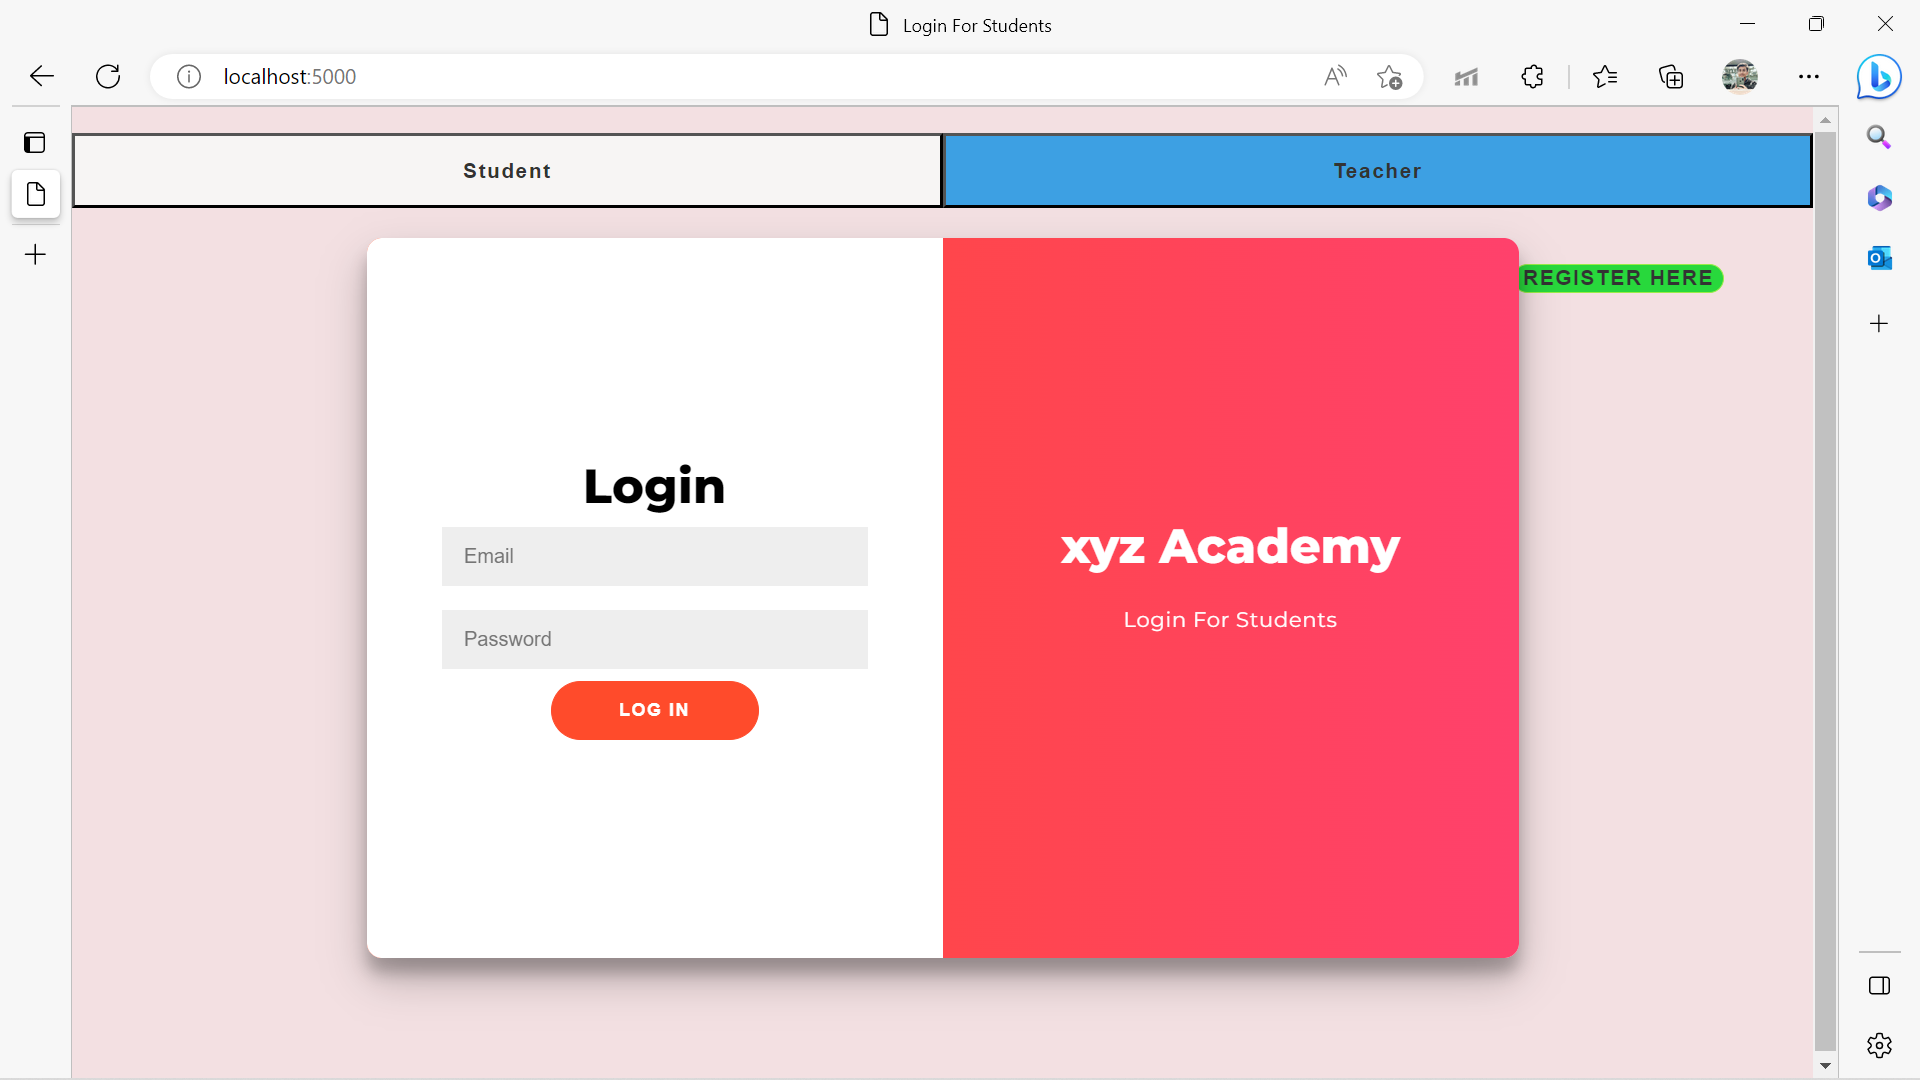 Login For Students
localhost:5000
Student
Teacher
REGISTER HERE
Login
Email
Password
LOG IN
xyz Academy
Login For Students